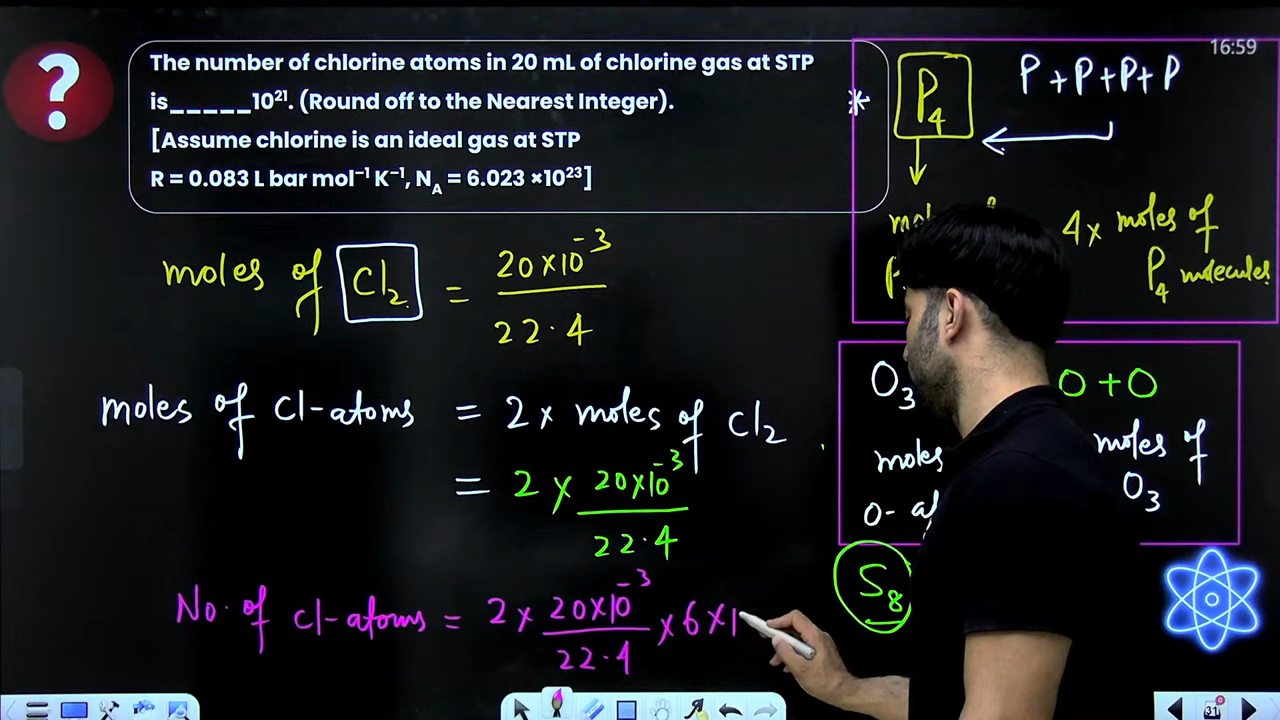 16:59
?
The number of chlorine atoms in 20 mL of chlorine gas at STP
is_____10²¹. (Round off to the Nearest Integer).
[Assume chlorine is an ideal gas at STP
R = 0.083 L bar mol⁻¹ K⁻¹, N_A = 6.023 ×10²³]
moles of Cl₂ = 20×10⁻³ / 22.4
moles of Cl-atoms = 2 × moles of Cl₂
= 2 × 20×10⁻³ / 22.4
No. of Cl-atoms = 2 × 20×10⁻³ / 22.4 × 6 × 1
*
P₄
P + P + P + P
4 × moles of
P₄ molecules
O₃
O + O
moles
moles of
O-
O₃
S₈
31